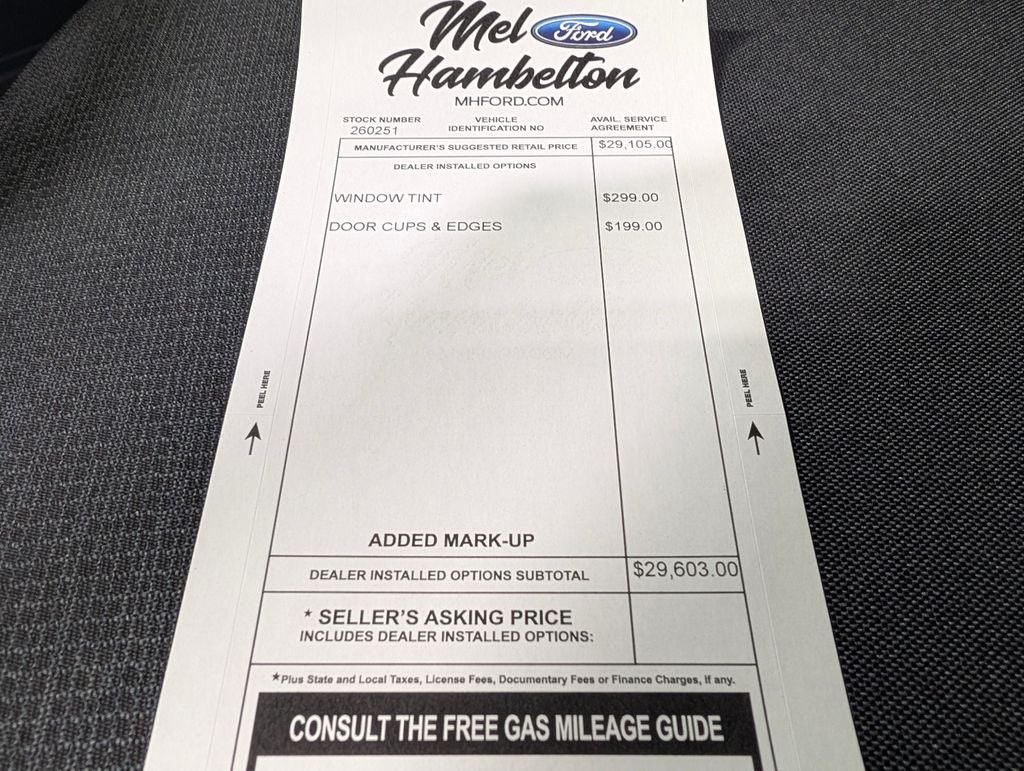 Mel Ford
Hambelton
MHFORD.COM
STOCK NUMBER
260251
VEHICLE
IDENTIFICATION NO
AVAIL. SERVICE
AGREEMENT
MANUFACTURER'S SUGGESTED RETAIL PRICE $29,105.00
DEALER INSTALLED OPTIONS
WINDOW TINT $299.00
DOOR CUPS & EDGES $199.00
PEEL HERE
PEEL HERE
ADDED MARK-UP
DEALER INSTALLED OPTIONS SUBTOTAL $29,603.00
* SELLER'S ASKING PRICE
INCLUDES DEALER INSTALLED OPTIONS:
*Plus State and Local Taxes, License Fees, Documentary Fees or Finance Charges, if any.
CONSULT THE FREE GAS MILEAGE GUIDE